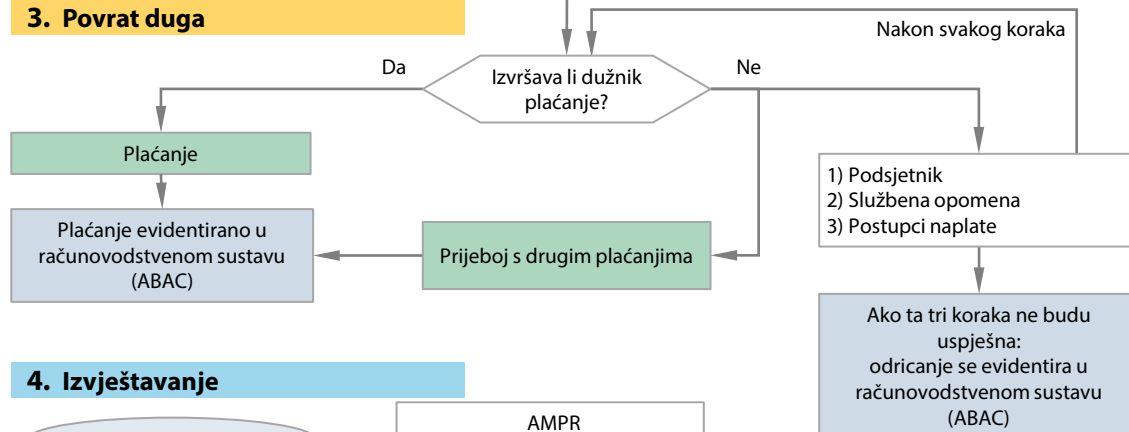 3. Povrat duga
Nakon svakog koraka
Da
Izvršava li dužnik
plaćanje?
Ne
Plaćanje
1) Podsjetnik
2) Službena opomena
3) Postupci naplate
Plaćanje evidentirano u
računovodstvenom sustavu
(ABAC)
Prijeboj s drugim plaćanjima
Ako ta tri koraka ne budu
uspješna:
odricanje se evidentira u
računovodstvenom sustavu
(ABAC)
4. Izvještavanje
AMPR